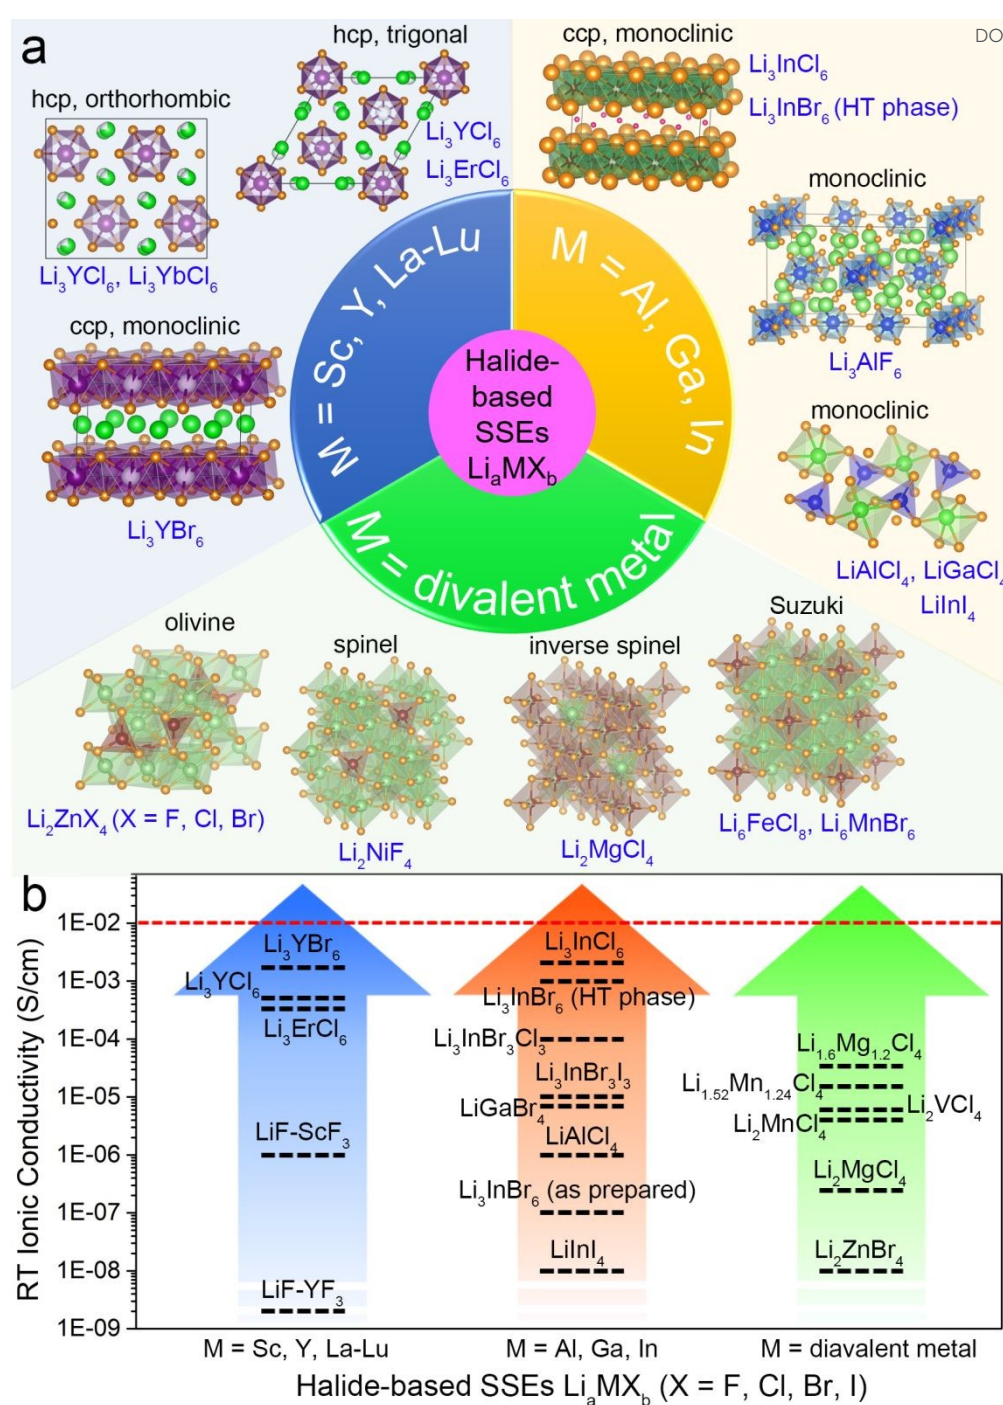 a
DO
hcp, trigonal
ccp, monoclinic
Li₃InCl₆
Li₃InBr₆ (HT phase)
hcp, orthorhombic
Li₃YCl₆
Li₃ErCl₆
monoclinic
Li₃YCl₆, Li₃YbCl₆
M = Sc, Y, La-Lu
M = Al, Ga, In
Li₃AlF₆
ccp, monoclinic
Halide-
based
SSEs
LiₐMX_b
monoclinic
Li₃YBr₆
M = divalent metal
LiAlCl₄, LiGaCl₄
LiInI₄
olivine
spinel
inverse spinel
Suzuki
Li₂ZnX₄ (X = F, Cl, Br)
Li₂NiF₄
Li₂MgCl₄
Li₆FeCl₈, Li₆MnBr₆
b
RT Ionic Conductivity (S/cm)
1E-02
1E-03
1E-04
1E-05
1E-06
1E-07
1E-08
1E-09
Li₃YBr₆
Li₃YCl₆
Li₃ErCl₆
LiF-ScF₃
LiF-YF₃
Li₃InCl₆
Li₃InBr₆ (HT phase)
Li₃InBr₃Cl₃
Li₃InBr₃I₃
LiGaBr₄
LiAlCl₄
Li₃InBr₆ (as prepared)
LiInI₄
Li₁.₆Mg₁.₂Cl₄
Li₁.₅₂Mn₁.₂₄Cl₄
Li₂VCl₄
Li₂MnCl₄
Li₂MgCl₄
Li₂ZnBr₄
M = Sc, Y, La-Lu
M = Al, Ga, In
M = diavalent metal
Halide-based SSEs LiₐMX_b (X = F, Cl, Br, I)